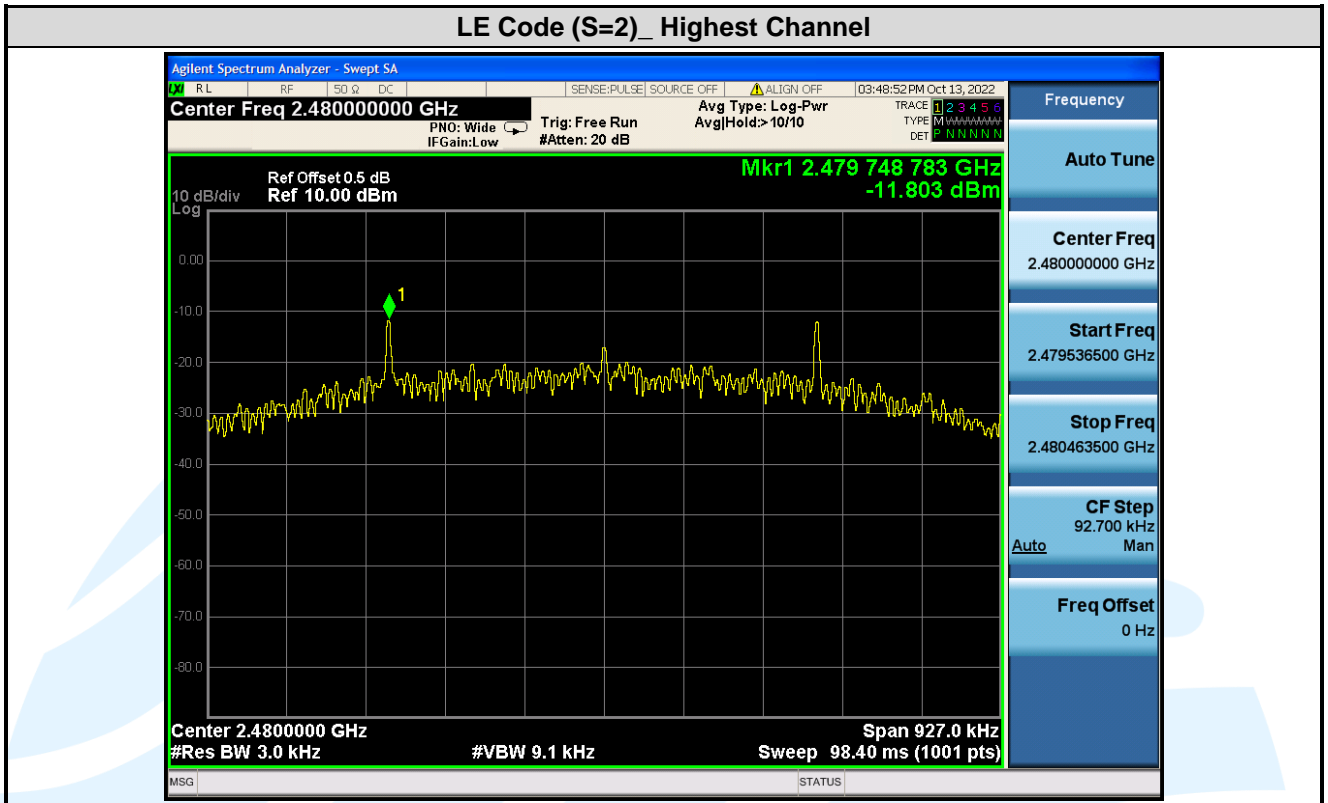 LE Code (S=2)_ Highest Channel
Agilent Spectrum Analyzer - Swept SA
LXI RL RF 50 Ω DC SENSE:PULSE SOURCE OFF ALIGN OFF 03:48:52 PM Oct 13, 2022
Center Freq 2.480000000 GHz
PNO: Wide
IFGain:Low
Trig: Free Run
#Atten: 20 dB
Avg Type: Log-Pwr
Avg|Hold:>10/10
TRACE 1 2 3 4 5 6
TYPE M WWWWW
DET P N N N N N
Ref Offset 0.5 dB
10 dB/div Ref 10.00 dBm
Log
Mkr1 2.479 748 783 GHz
-11.803 dBm
0.00
1
-10.0
-20.0
-30.0
-40.0
-50.0
-60.0
-70.0
-80.0
Center 2.4800000 GHz Span 927.0 kHz
#Res BW 3.0 kHz #VBW 9.1 kHz Sweep 98.40 ms (1001 pts)
MSG STATUS
Frequency
Auto Tune
Center Freq
2.480000000 GHz
Start Freq
2.479536500 GHz
Stop Freq
2.480463500 GHz
CF Step
92.700 kHz
Auto Man
Freq Offset
0 Hz